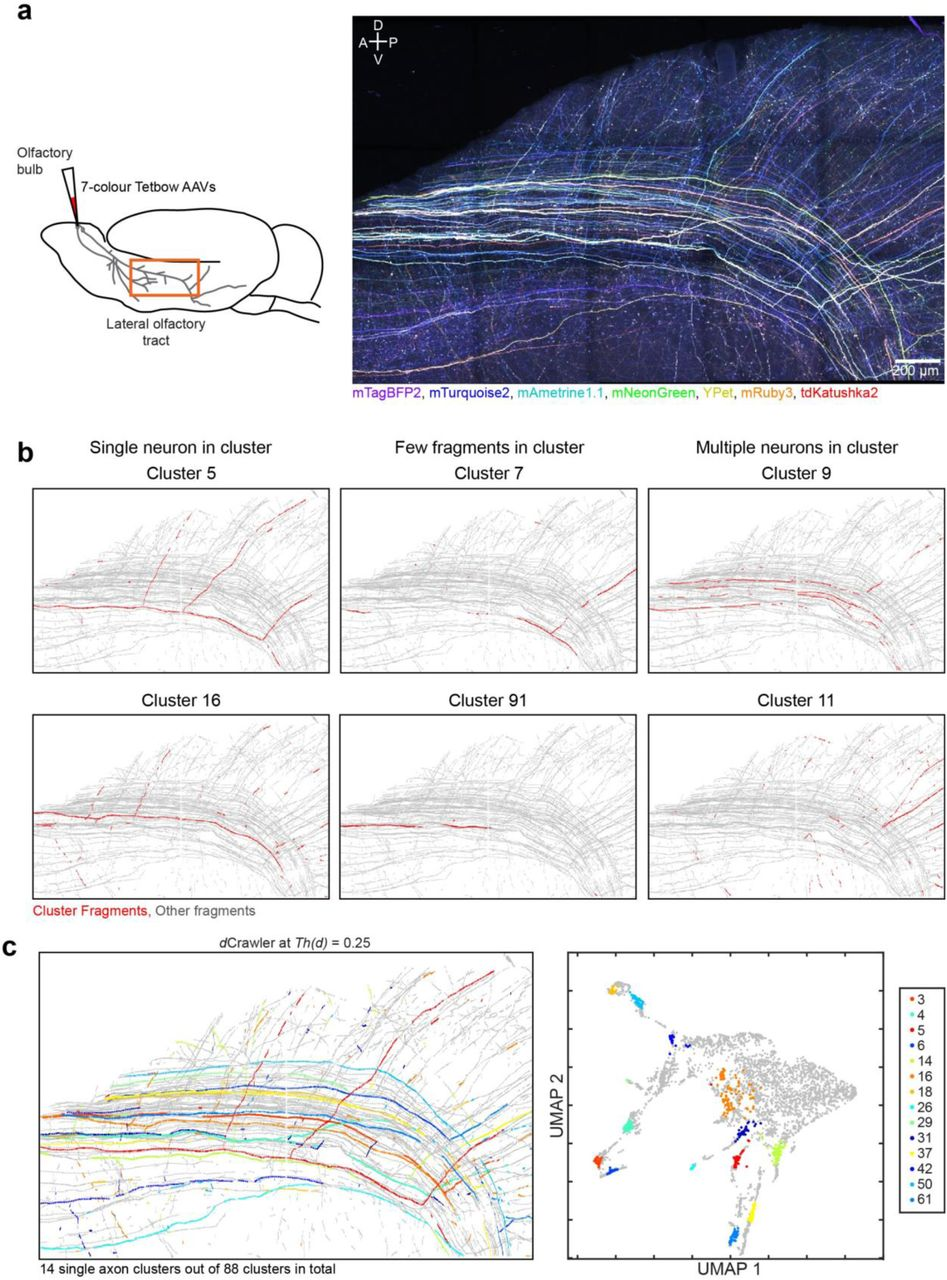 a
D
A P
V
Olfactory
bulb
7-colour Tetbow AAVs
Lateral olfactory
tract
200 μm
mTagBFP2, mTurquoise2, mAmetrine1.1, mNeonGreen, YPet, mRuby3, tdKatushka2
b
Single neuron in cluster
Few fragments in cluster
Multiple neurons in cluster
Cluster 5
Cluster 7
Cluster 9
Cluster 16
Cluster 91
Cluster 11
Cluster Fragments, Other fragments
c
dCrawler at Th(d) = 0.25
14 single axon clusters out of 88 clusters in total
UMAP 2
UMAP 1
3
4
5
6
14
16
18
26
29
31
37
42
50
61